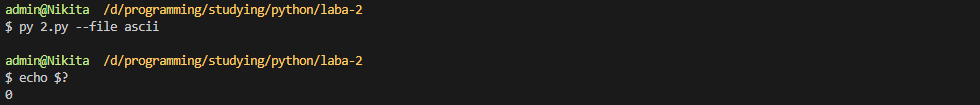 admin@Nikita /d/programming/studying/python/laba-2
$ py 2.py --file ascii
admin@Nikita /d/programming/studying/python/laba-2
$ echo $?
0